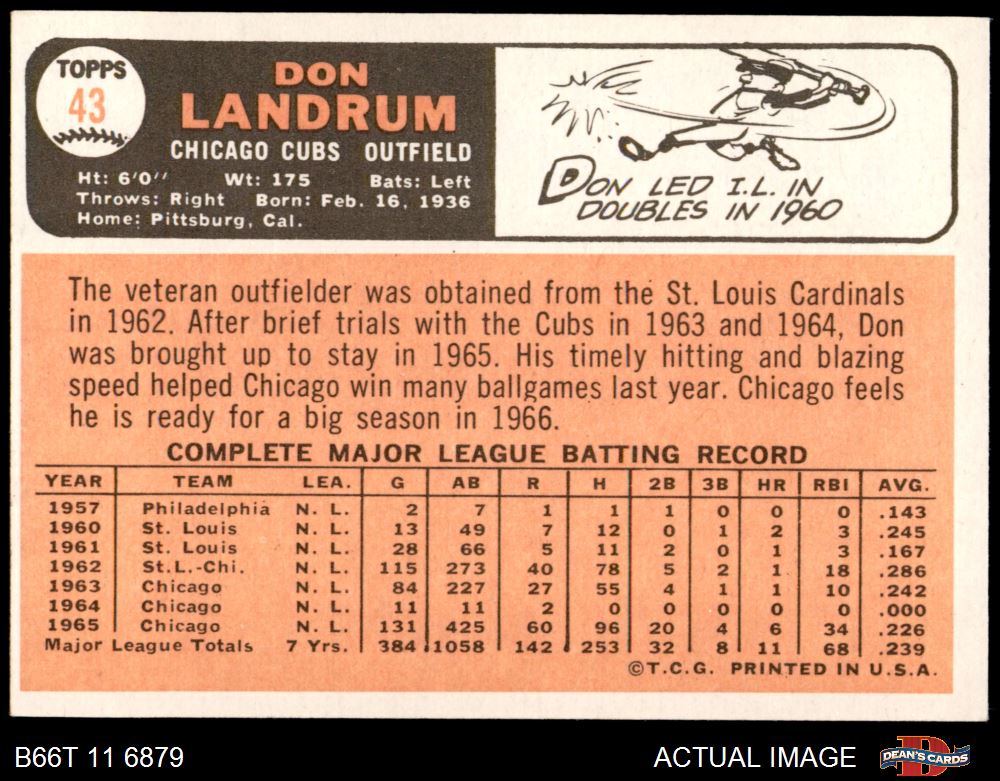 TOPPS
43
DON
LANDRUM
CHICAGO CUBS OUTFIELD
Ht: 6'0" Wt: 175 Bats: Left
Throws: Right Born: Feb. 16, 1936
Home: Pittsburg, Cal.
DON LED I.L. IN
DOUBLES IN 1960
The veteran outfielder was obtained from the St. Louis Cardinals
in 1962. After brief trials with the Cubs in 1963 and 1964, Don
was brought up to stay in 1965. His timely hitting and blazing
speed helped Chicago win many ballgames last year. Chicago feels
he is ready for a big season in 1966.
COMPLETE MAJOR LEAGUE BATTING RECORD
YEAR TEAM LEA. G AB R H 2B 3B HR RBI AVG.
1957 Philadelphia N. L. 2 7 1 1 1 0 0 0 .143
1960 St. Louis N. L. 13 49 7 12 0 1 2 3 .245
1961 St. Louis N. L. 28 66 5 11 2 0 1 3 .167
1962 St.L.-Chi. N. L. 115 273 40 78 5 2 1 18 .286
1963 Chicago N. L. 84 227 27 55 4 1 1 10 .242
1964 Chicago N. L. 11 11 2 0 0 0 0 0 .000
1965 Chicago N. L. 131 425 60 96 20 4 6 34 .226
Major League Totals 7 Yrs. 384 1058 142 253 32 8 11 68 .239
©T.C.G. PRINTED IN U.S.A.
B66T 11 6879 ACTUAL IMAGE DEAN'S CARDS